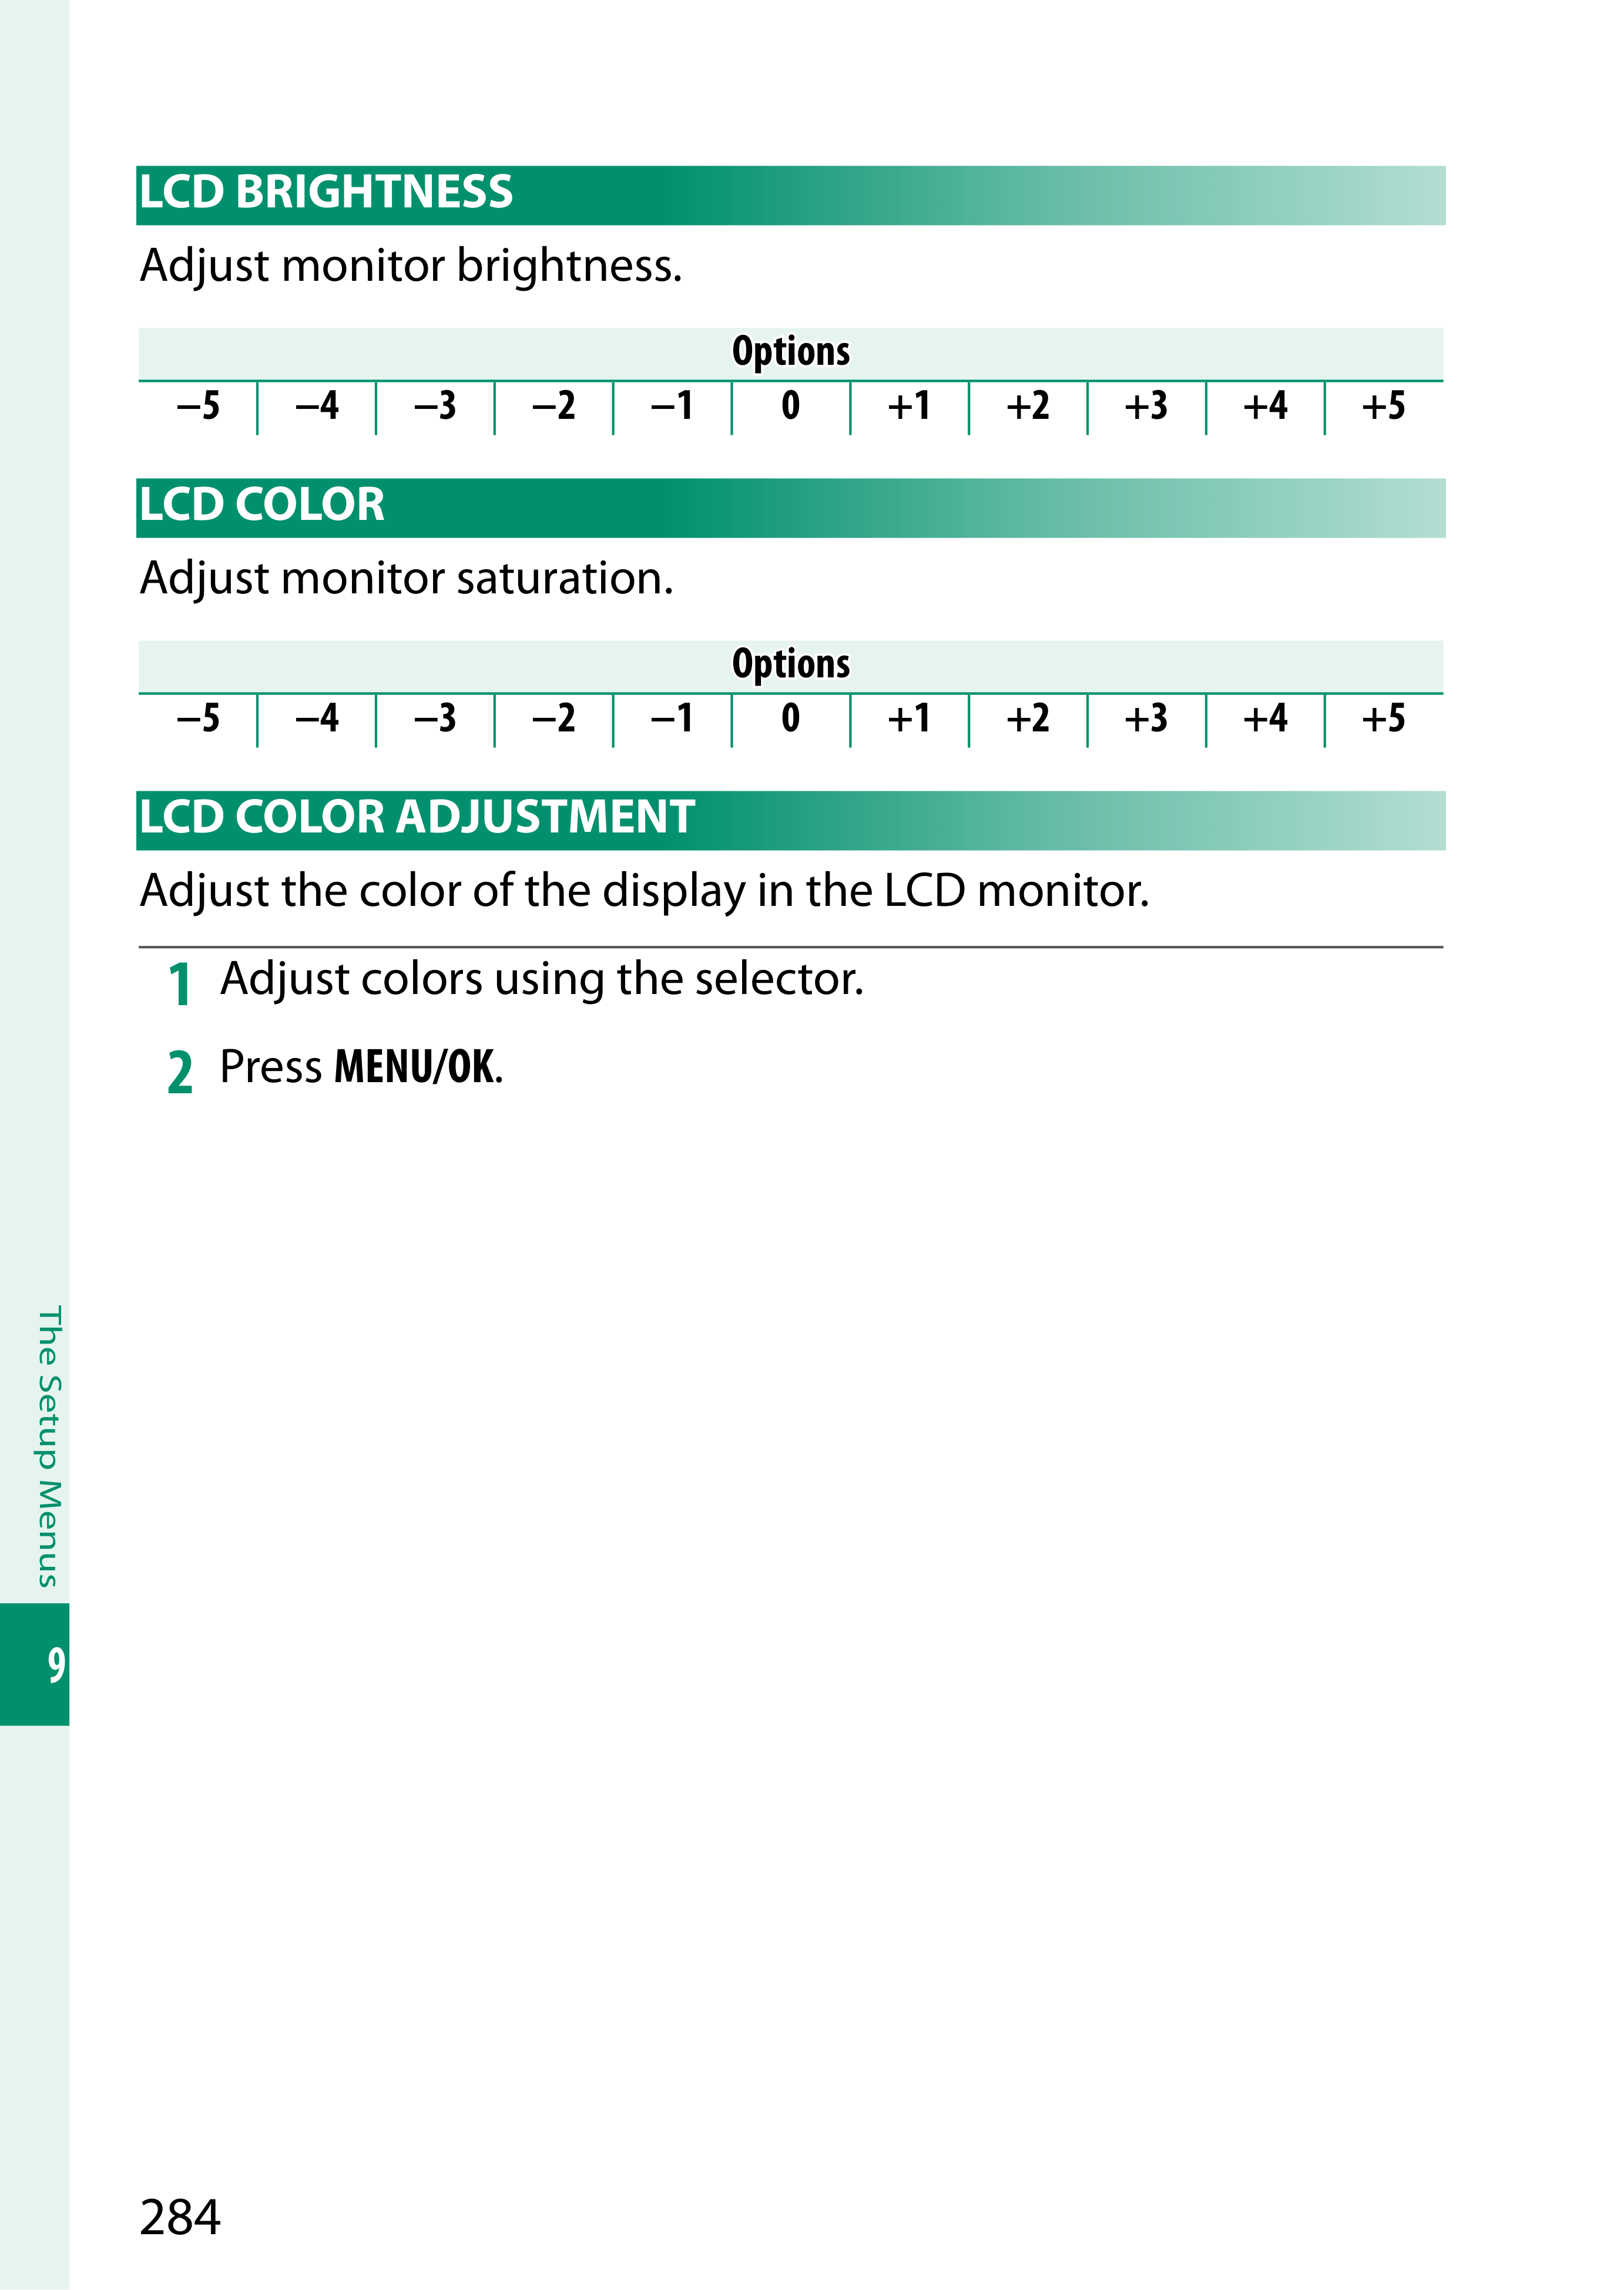 LCD BRIGHTNESS
Adjust monitor brightness.
Options
–5 –4 –3 –2 –1 0 +1 +2 +3 +4 +5
LCD COLOR
Adjust monitor saturation.
Options
–5 –4 –3 –2 –1 0 +1 +2 +3 +4 +5
LCD COLOR ADJUSTMENT
Adjust the color of the display in the LCD monitor.
1 Adjust colors using the selector.
2 Press MENU/OK.
The Setup Menus
9
284